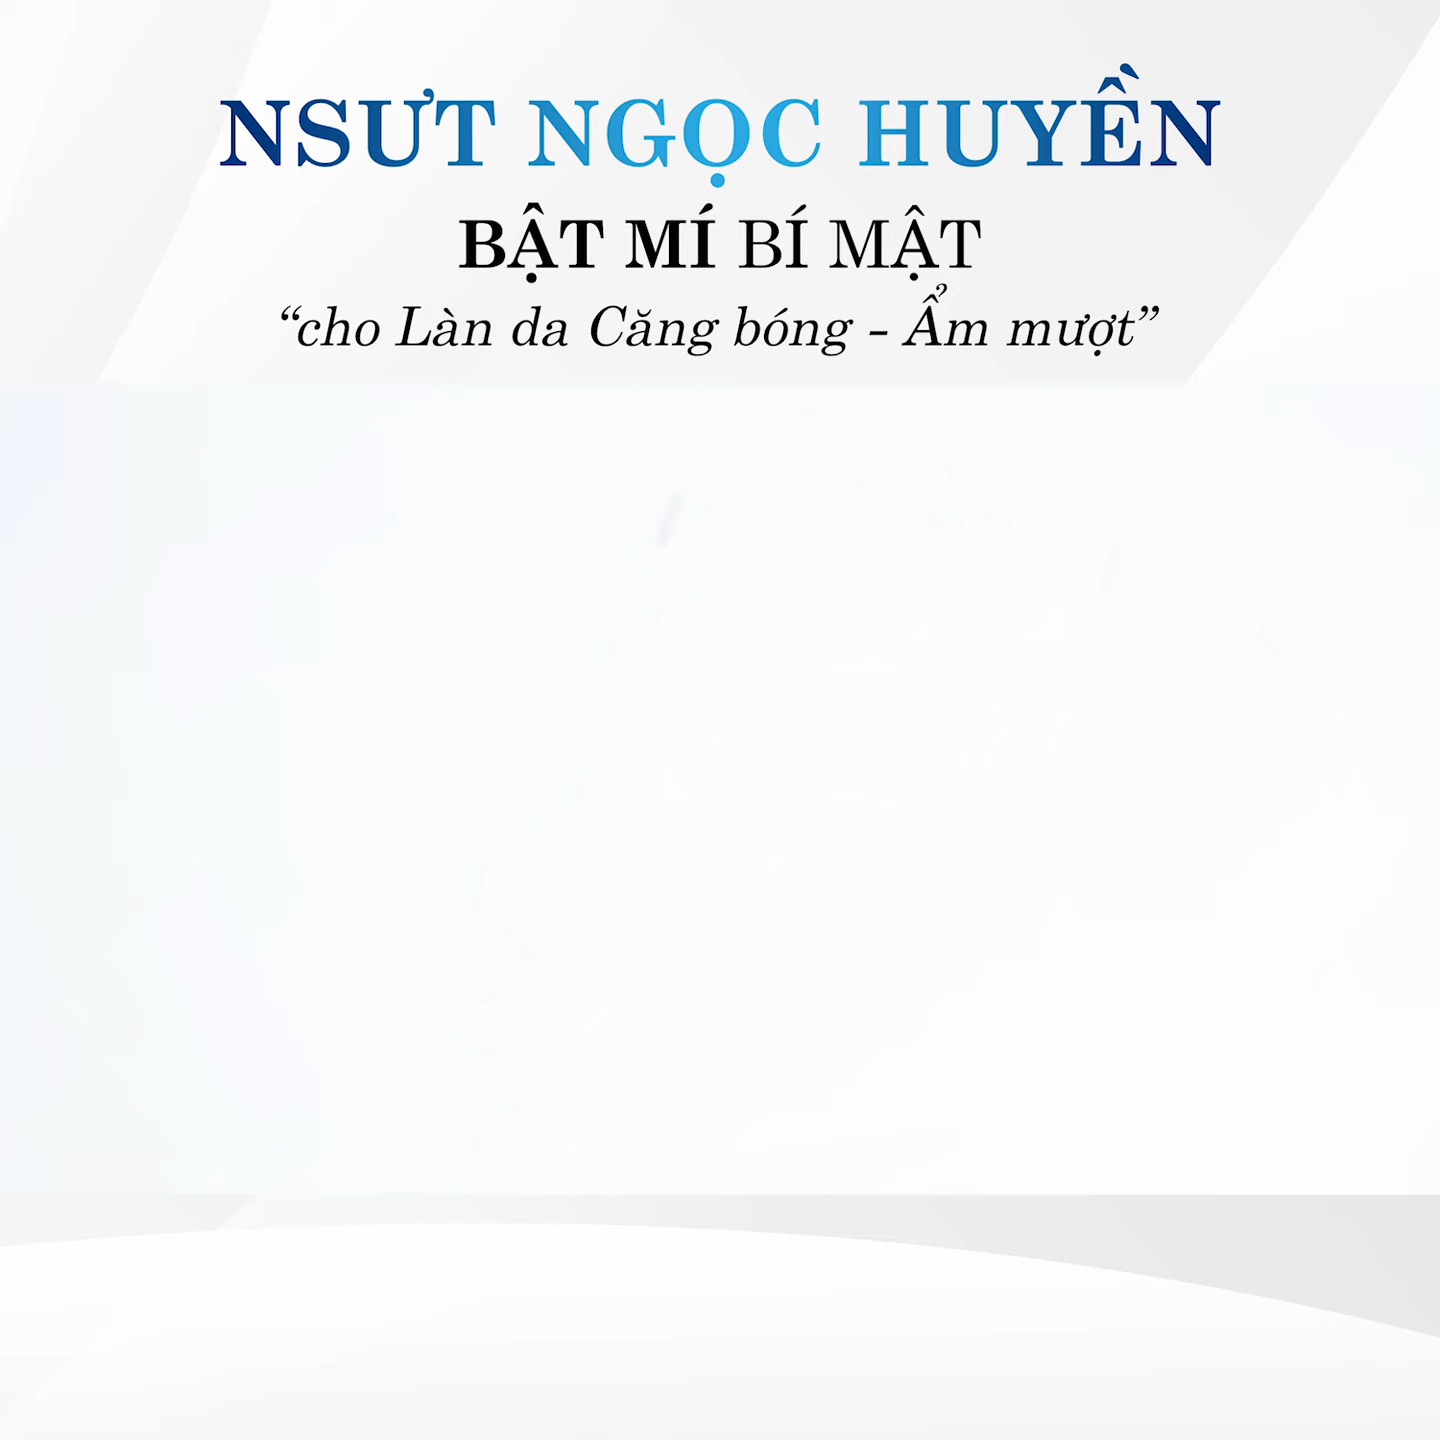 NSƯT NGỌC HUYỀN
BẬT MÍ BÍ MẬT
“cho Làn da Căng bóng - Ẩm mượt”